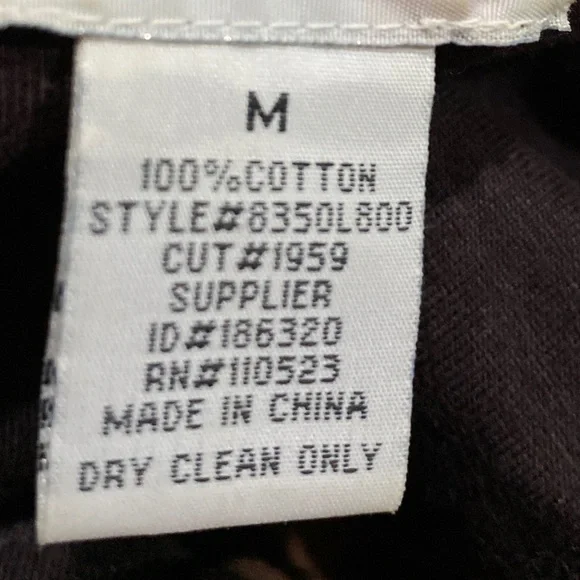 M
100%COTTON
STYLE#8350L800
CUT#1959
SUPPLIER
ID#186320
RN#110523
MADE IN CHINA
DRY CLEAN ONLY